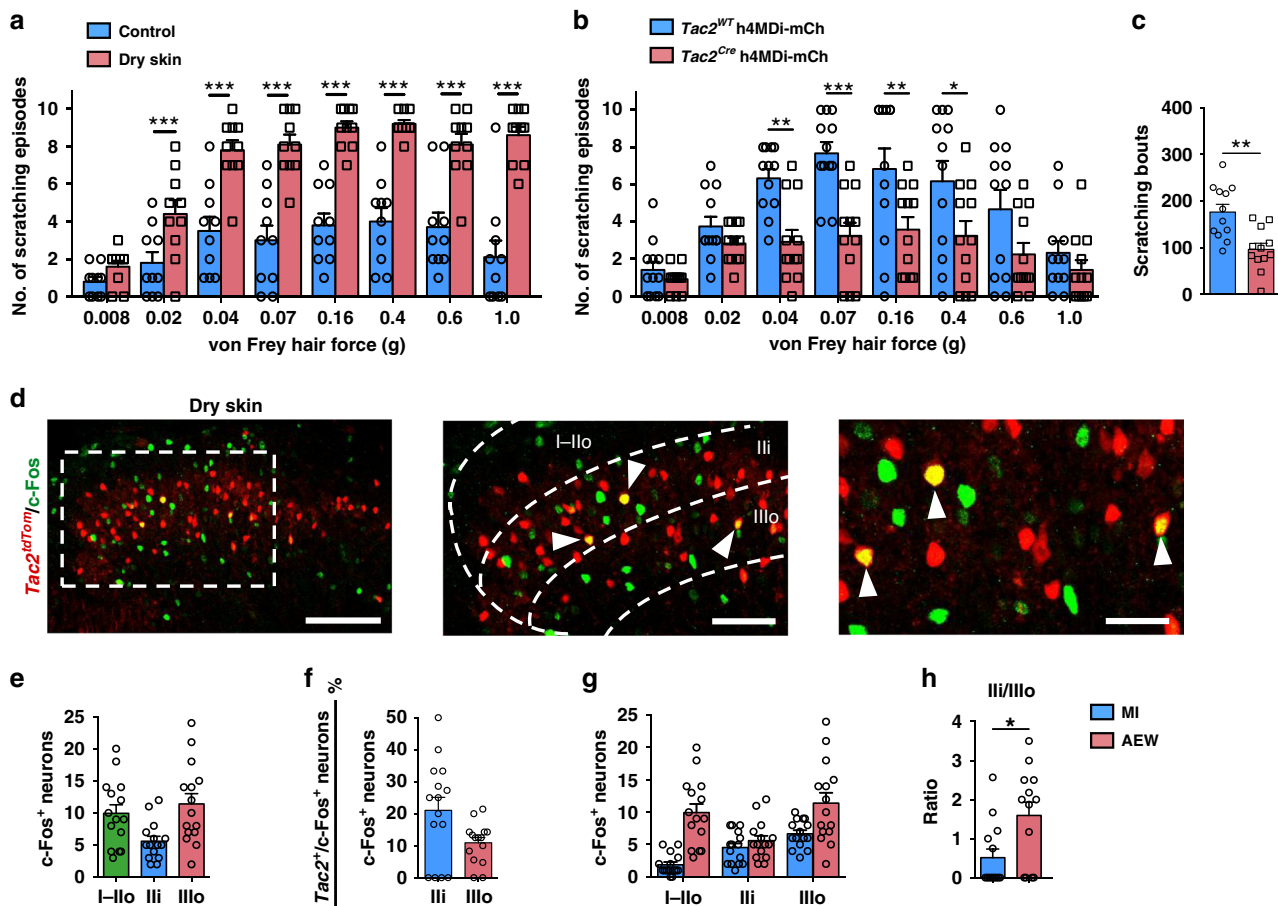 a
Control
Dry skin
No. of scratching episodes
10
8
6
4
2
0
***
***
***
***
***
***
***
0.008 0.02 0.04 0.07 0.16 0.4 0.6 1.0
von Frey hair force (g)
b
Tac2^WT h4MDi-mCh
Tac2^Cre h4MDi-mCh
No. of scratching episodes
10
8
6
4
2
0
**
***
**
*
0.008 0.02 0.04 0.07 0.16 0.4 0.6 1.0
von Frey hair force (g)
c
Scratching bouts
400
300
200
100
0
**
d
Dry skin
Tac2^tdTom/c-Fos
I–IIo
IIi
IIIo
e
c-Fos+ neurons
25
20
15
10
5
0
I–IIo IIi IIIo
f
%
Tac2+/c-Fos+ neurons
c-Fos+ neurons
50
40
30
20
10
0
IIi IIIo
g
c-Fos+ neurons
25
20
15
10
5
0
I–IIo IIi IIIo
h
IIi/IIIo
Ratio
4
3
2
1
0
*
MI
AEW